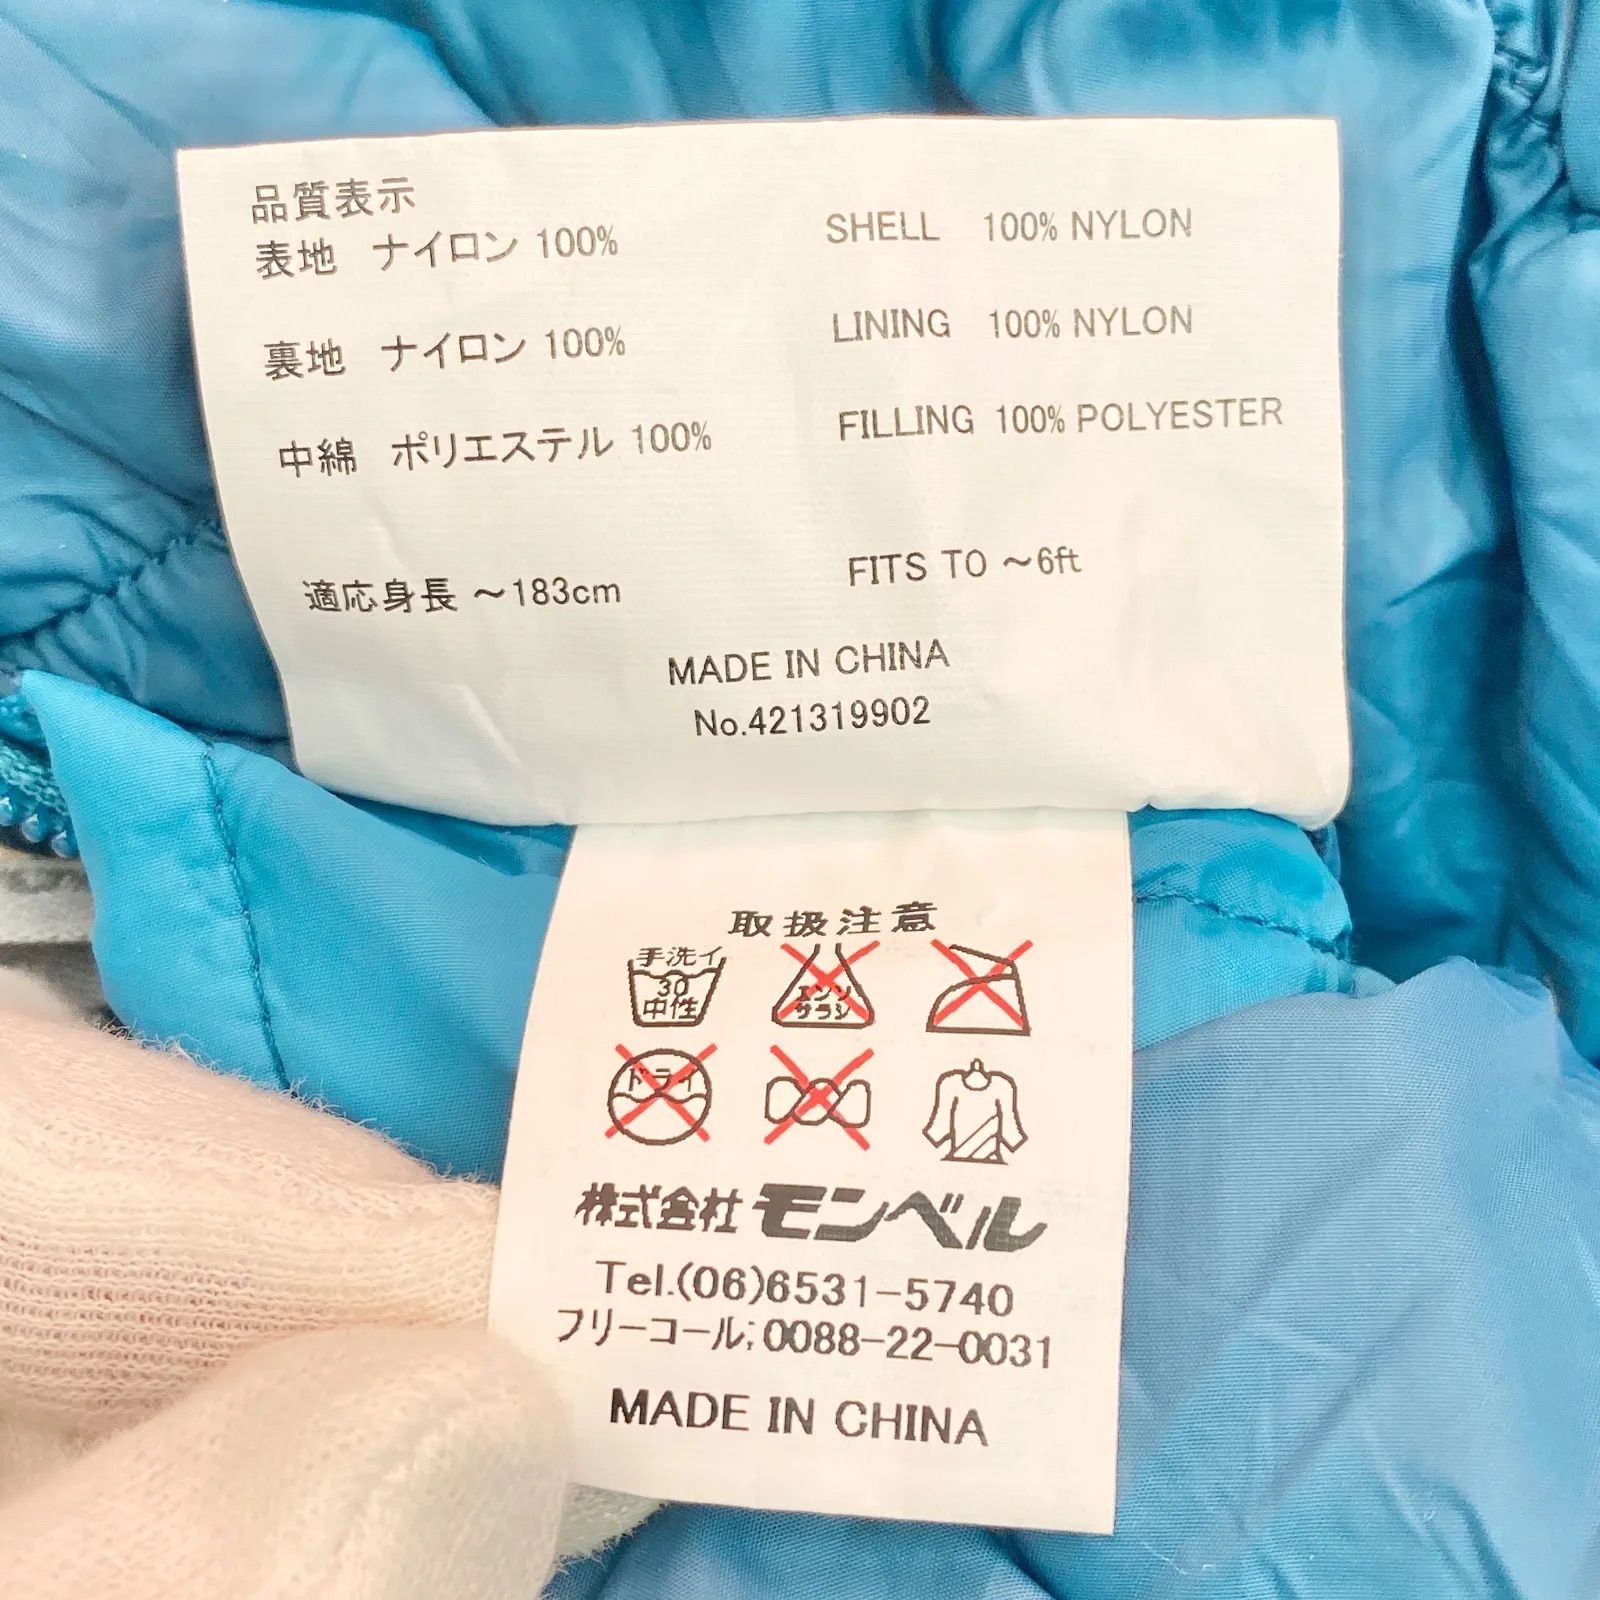 品質表示
表地 ナイロン 100%
裏地 ナイロン 100%
中綿 ポリエステル 100%
適応身長 ～183cm
SHELL 100% NYLON
LINING 100% NYLON
FILLING 100% POLYESTER
FITS TO ～6ft
MADE IN CHINA
No.421319902
取扱注意
手洗イ
30
中性
エンソ
サラシ
ドライ
株式会社モンベル
Tel.(06)6531-5740
フリーコール;0088-22-0031
MADE IN CHINA